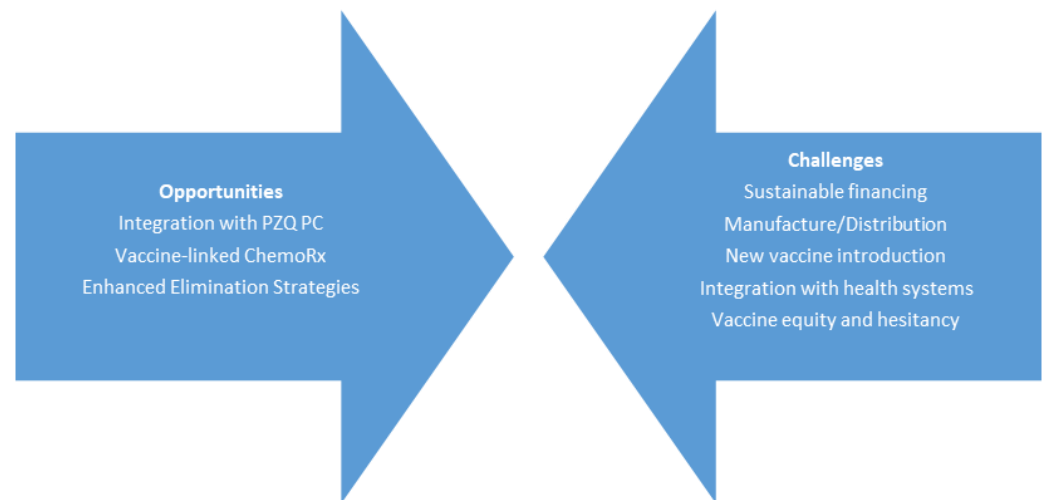 Opportunities
Integration with PZQ PC
Vaccine-linked ChemoRx
Enhanced Elimination Strategies
Challenges
Sustainable financing
Manufacture/Distribution
New vaccine introduction
Integration with health systems
Vaccine equity and hesitancy